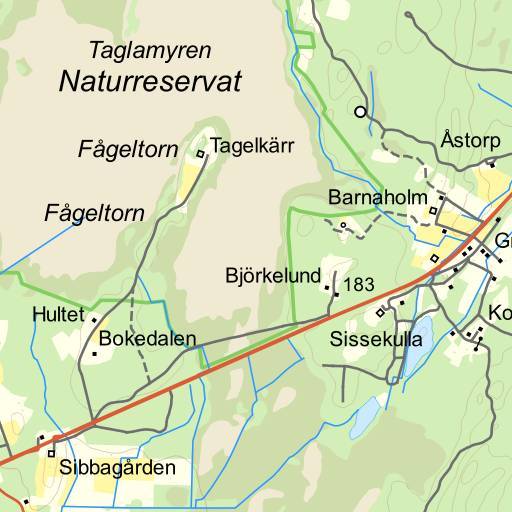 Taglamyren
Naturreservat
Fågeltorn
Tagelkärr
Åstorp
Barnaholm
Fågeltorn
Björkelund
183
Hultet
Bokedalen
Sissekulla
Sibbagården